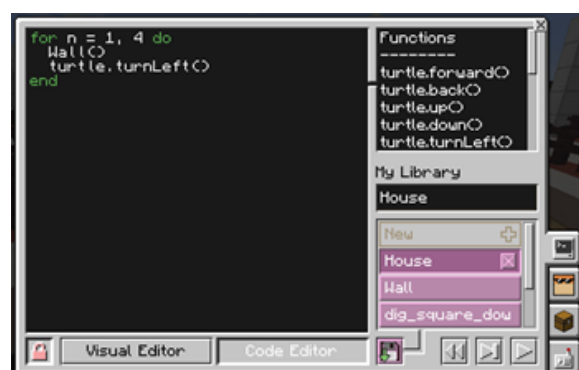 for n = 1, 4 do
Wall()
turtle.turnLeft()
end
Functions
--------
turtle.forward()
turtle.back()
turtle.up()
turtle.down()
turtle.turnLeft()
My Library
House
New
House
Wall
dig_square_dow
Visual Editor
Code Editor